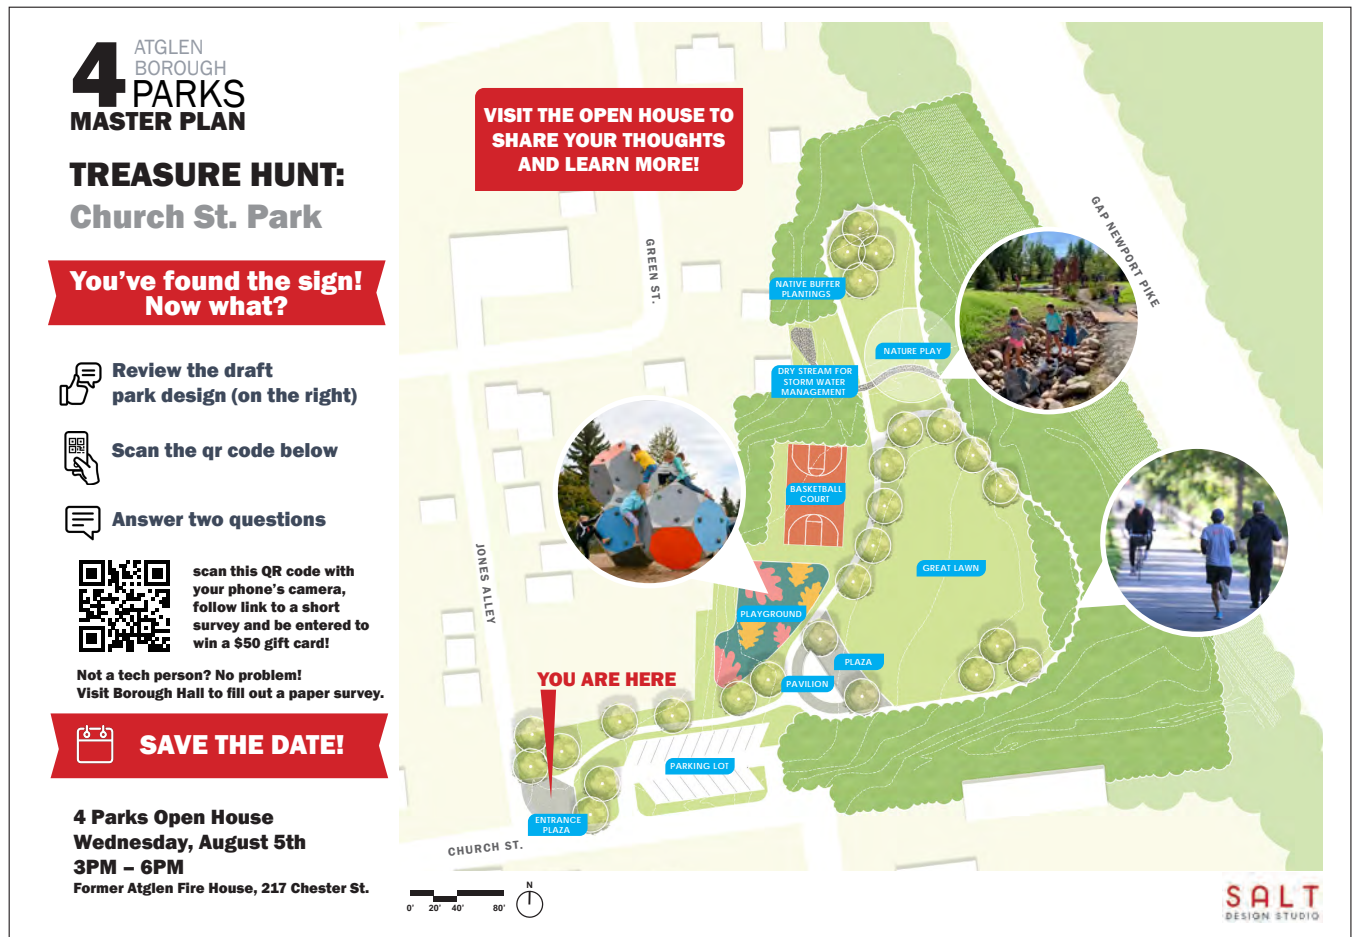 4
ATGLEN
BOROUGH
PARKS
MASTER PLAN
TREASURE HUNT:
Church St. Park
You've found the sign!
Now what?
Review the draft
park design (on the right)
Scan the qr code below
Answer two questions
scan this QR code with
your phone's camera,
follow link to a short
survey and be entered to
win a $50 gift card!
Not a tech person? No problem!
Visit Borough Hall to fill out a paper survey.
SAVE THE DATE!
4 Parks Open House
Wednesday, August 5th
3PM – 6PM
Former Atglen Fire House, 217 Chester St.
VISIT THE OPEN HOUSE TO
SHARE YOUR THOUGHTS
AND LEARN MORE!
GREEN ST.
GAP NEWPORT PIKE
NATIVE BUFFER
PLANTINGS
NATURE PLAY
DRY STREAM FOR
STORM WATER
MANAGEMENT
BASKETBALL
COURT
JONES ALLEY
GREAT LAWN
PLAYGROUND
PLAZA
PAVILION
YOU ARE HERE
PARKING LOT
ENTRANCE
PLAZA
CHURCH ST.
0' 20' 40' 80'
N
SALT
DESIGN STUDIO